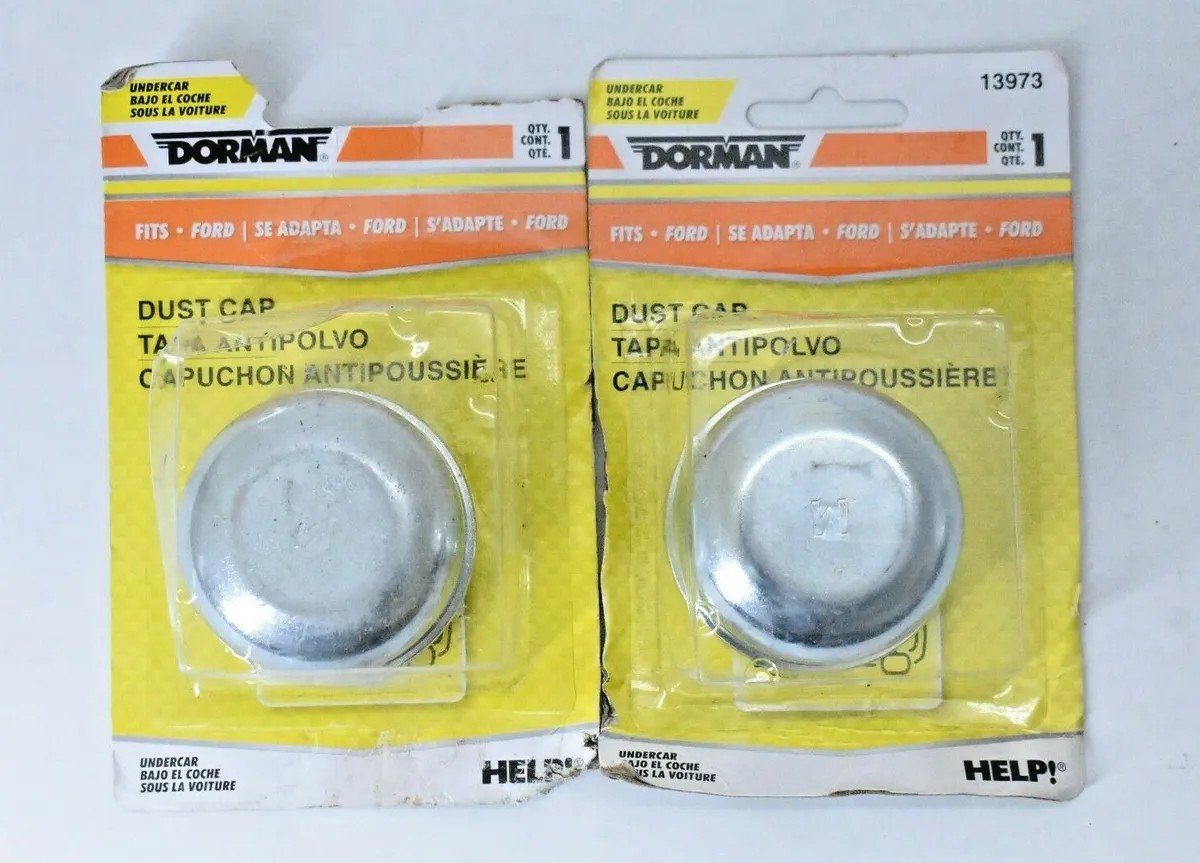 UNDERCAR
BAJO EL COCHE
SOUS LA VOITURE
DORMAN®
QTY.
CONT.
QTÉ.
1
FITS • FORD | SE ADAPTA • FORD | S'ADAPTE • FORD
DUST CAP
TAPA ANTIPOLVO
CAPUCHON ANTIPOUSSIÈRE
UNDERCAR
BAJO EL COCHE
SOUS LA VOITURE
HELP!®
UNDERCAR
BAJO EL COCHE
SOUS LA VOITURE
13973
DORMAN®
QTY.
CONT.
QTÉ.
1
FITS • FORD | SE ADAPTA • FORD | S'ADAPTE • FORD
DUST CAP
TAPA ANTIPOLVO
CAPUCHON ANTIPOUSSIÈRE
M
UNDERCAR
BAJO EL COCHE
SOUS LA VOITURE
HELP!®